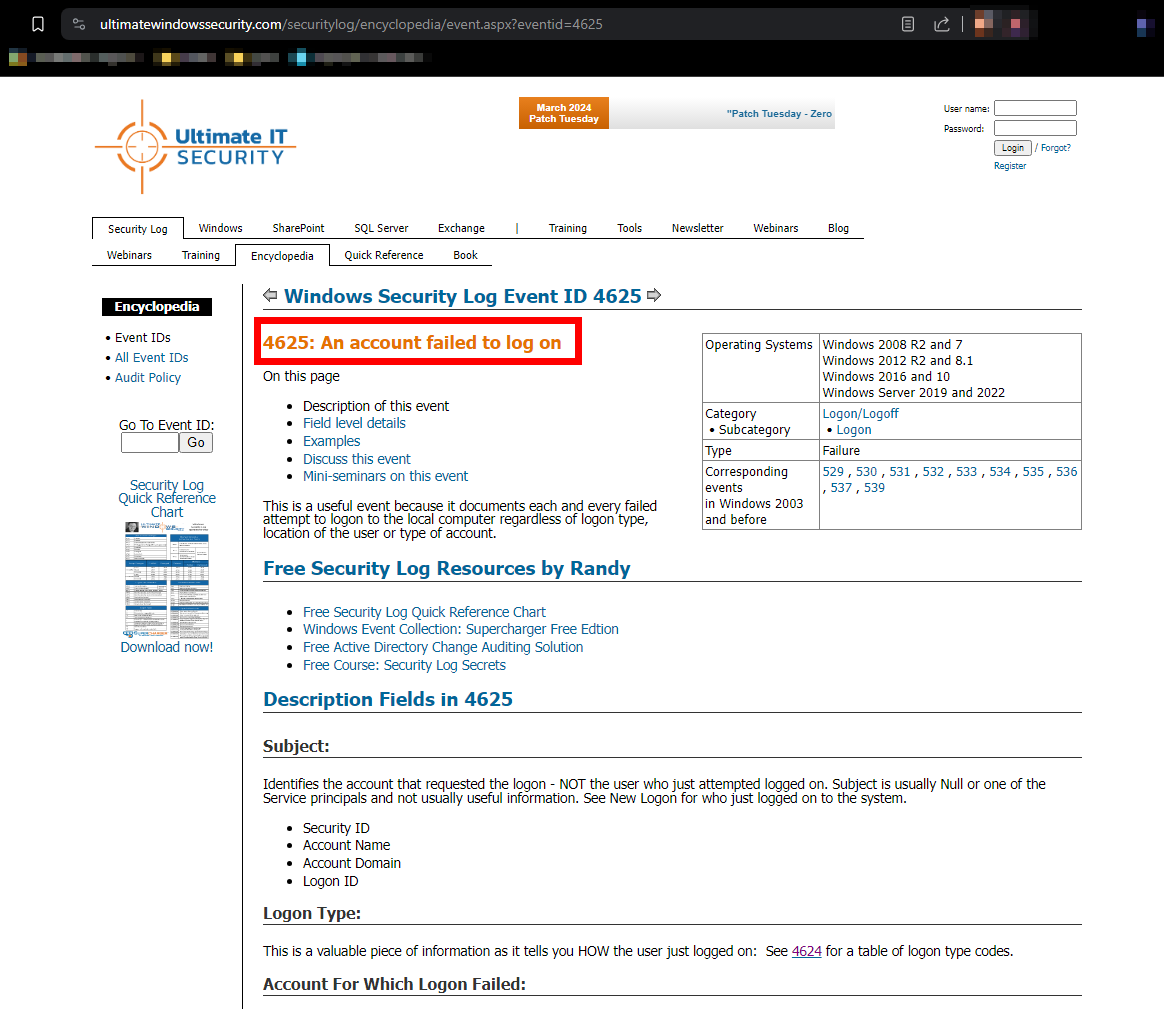 ultimatewindowssecurity.com/securitylog/encyclopedia/event.aspx?eventid=4625
Ultimate IT
SECURITY
March 2024
Patch Tuesday
"Patch Tuesday - Zero
User name:
Password:
Login / Forgot?
Register
Security Log Windows SharePoint SQL Server Exchange | Training Tools Newsletter Webinars Blog
Webinars Training Encyclopedia Quick Reference Book
Encyclopedia
• Event IDs
• All Event IDs
• Audit Policy
Go To Event ID:
Go
Security Log
Quick Reference
Chart
Download now!
Windows Security Log Event ID 4625
4625: An account failed to log on
On this page
• Description of this event
• Field level details
• Examples
• Discuss this event
• Mini-seminars on this event
Operating Systems Windows 2008 R2 and 7
Windows 2012 R2 and 8.1
Windows 2016 and 10
Windows Server 2019 and 2022
Category Logon/Logoff
• Subcategory • Logon
Type Failure
Corresponding 529 , 530 , 531 , 532 , 533 , 534 , 535 , 536
events , 537 , 539
in Windows 2003
and before
This is a useful event because it documents each and every failed
attempt to logon to the local computer regardless of logon type,
location of the user or type of account.
Free Security Log Resources by Randy
• Free Security Log Quick Reference Chart
• Windows Event Collection: Supercharger Free Edtion
• Free Active Directory Change Auditing Solution
• Free Course: Security Log Secrets
Description Fields in 4625
Subject:
Identifies the account that requested the logon - NOT the user who just attempted logged on. Subject is usually Null or one of the
Service principals and not usually useful information. See New Logon for who just logged on to the system.
• Security ID
• Account Name
• Account Domain
• Logon ID
Logon Type:
This is a valuable piece of information as it tells you HOW the user just logged on: See 4624 for a table of logon type codes.
Account For Which Logon Failed: